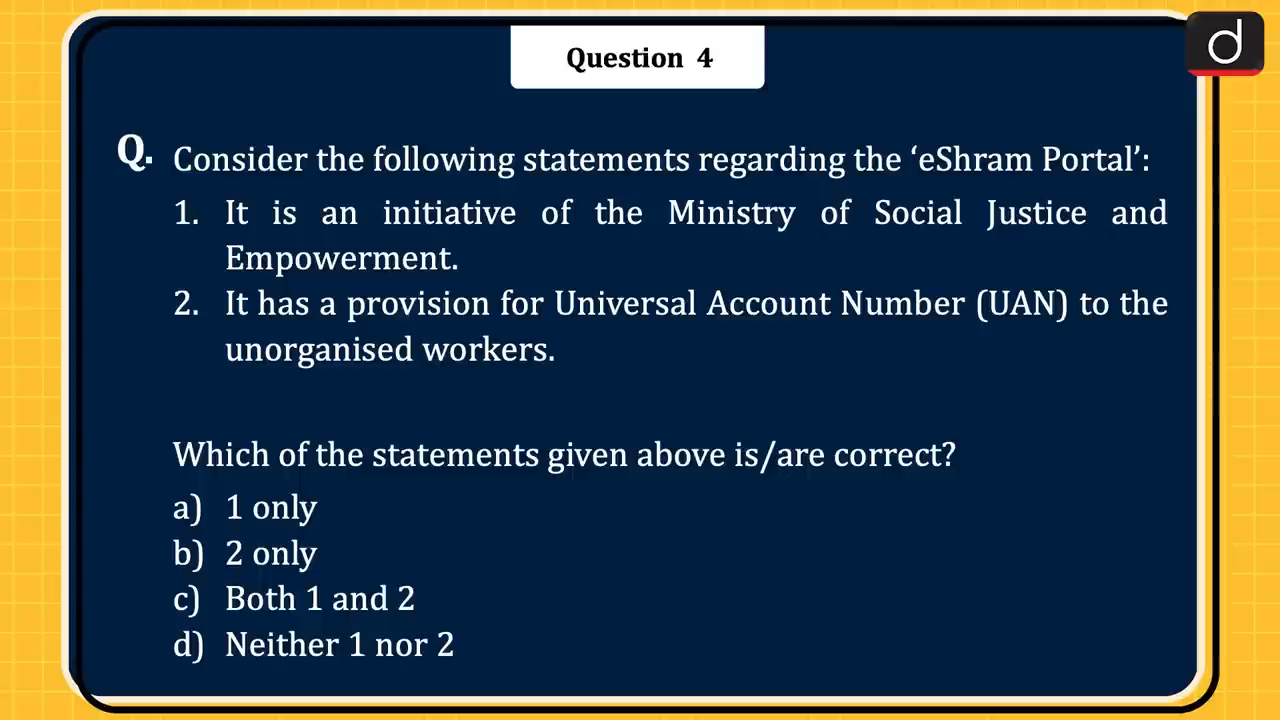 Question 4
d
Q. Consider the following statements regarding the ‘eShram Portal’:
1. It is an initiative of the Ministry of Social Justice and
Empowerment.
2. It has a provision for Universal Account Number (UAN) to the
unorganised workers.
Which of the statements given above is/are correct?
a) 1 only
b) 2 only
c) Both 1 and 2
d) Neither 1 nor 2